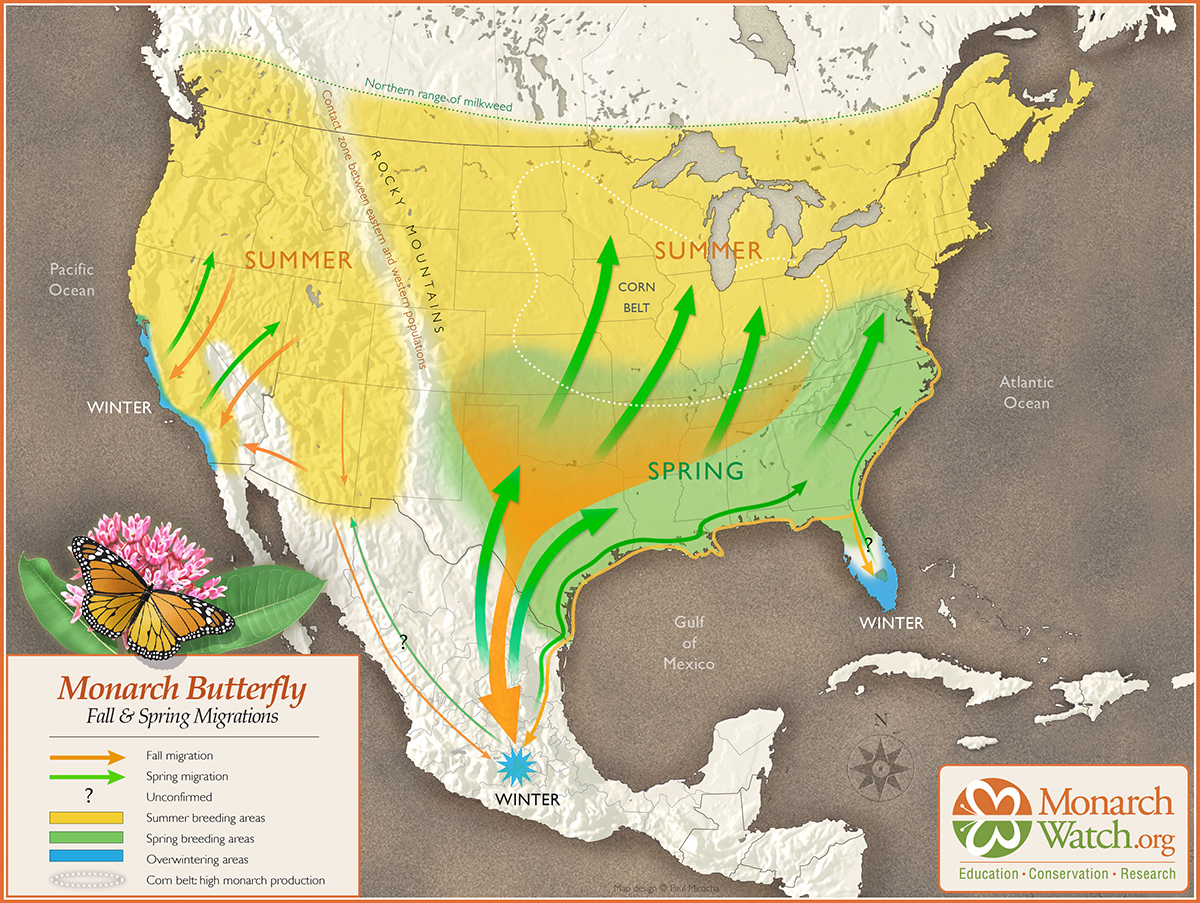 Northern range of milkweed
Contact zone between eastern and western populations
ROCKY MOUNTAINS
Pacific
Ocean
SUMMER
SUMMER
CORN
BELT
WINTER
Atlantic
Ocean
SPRING
?
WINTER
Gulf
of
Mexico
?
WINTER
N
Monarch Butterfly
Fall & Spring Migrations
Fall migration
Spring migration
? Unconfirmed
Summer breeding areas
Spring breeding areas
Overwintering areas
Corn belt: high monarch production
Map design © Paul Mirocha
Monarch
Watch.org
Education • Conservation • Research